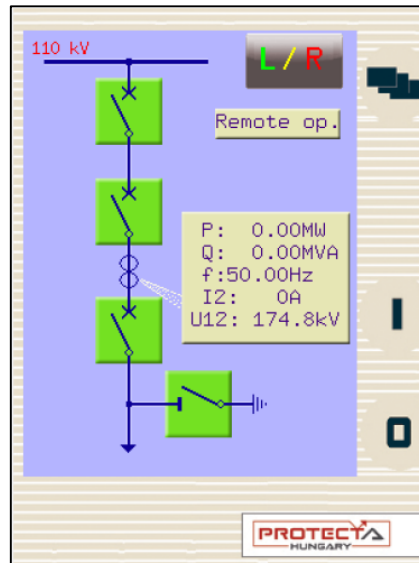 110 kV
L / R
Remote op.
P: 0.00MW
Q: 0.00MVA
f:50.00Hz
I2: 0A
U12: 174.8kV
I
O
PROTECTA
HUNGARY